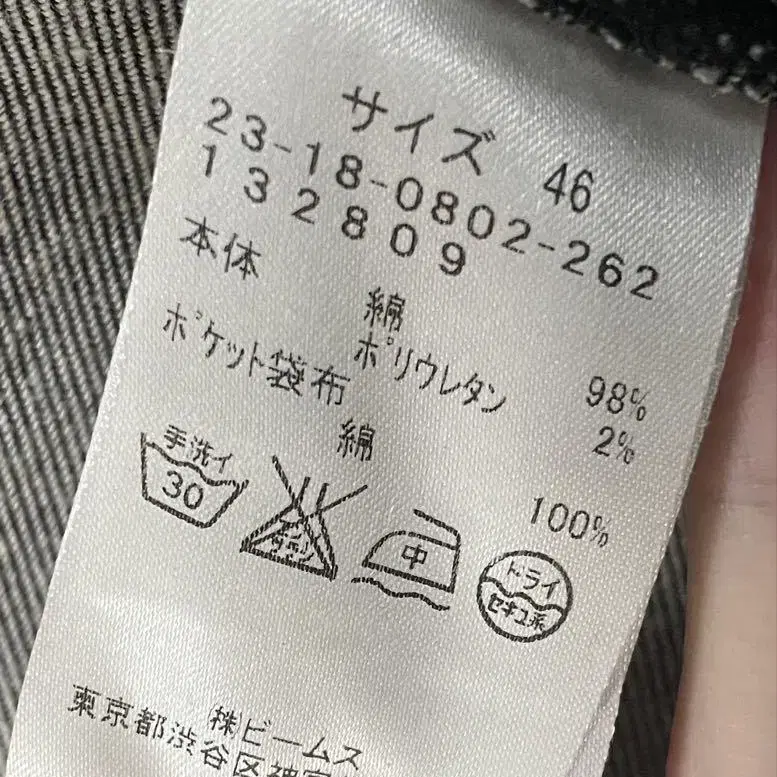 サイズ 46
23-18-0802-262
132809
本体
綿 98%
ポリウレタン 2%
ポケット袋布
綿 100%
手洗イ
30
中
ドライ
セキユ系
㈱ビームス
東京都渋谷区神